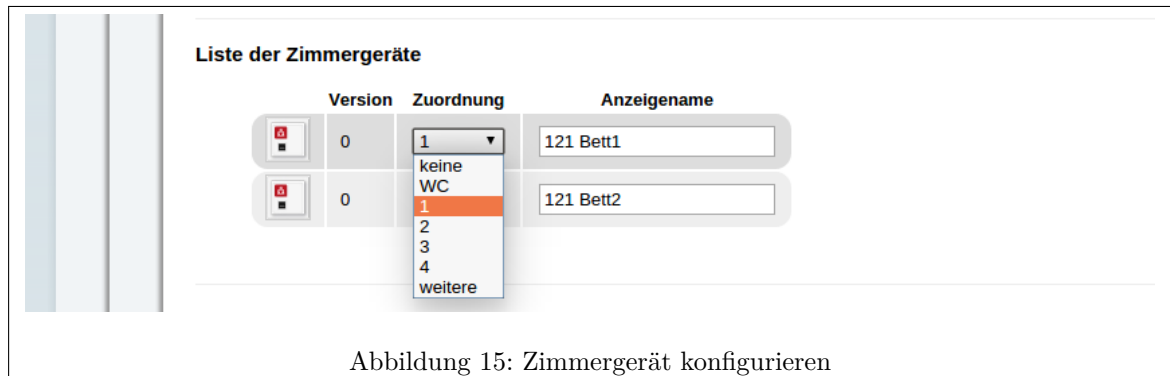 Liste der Zimmergeräte
Version Zuordnung Anzeigename
0 1 121 Bett1
keine
WC
1
0 121 Bett2
2
3
4
weitere
Abbildung 15: Zimmergerät konfigurieren